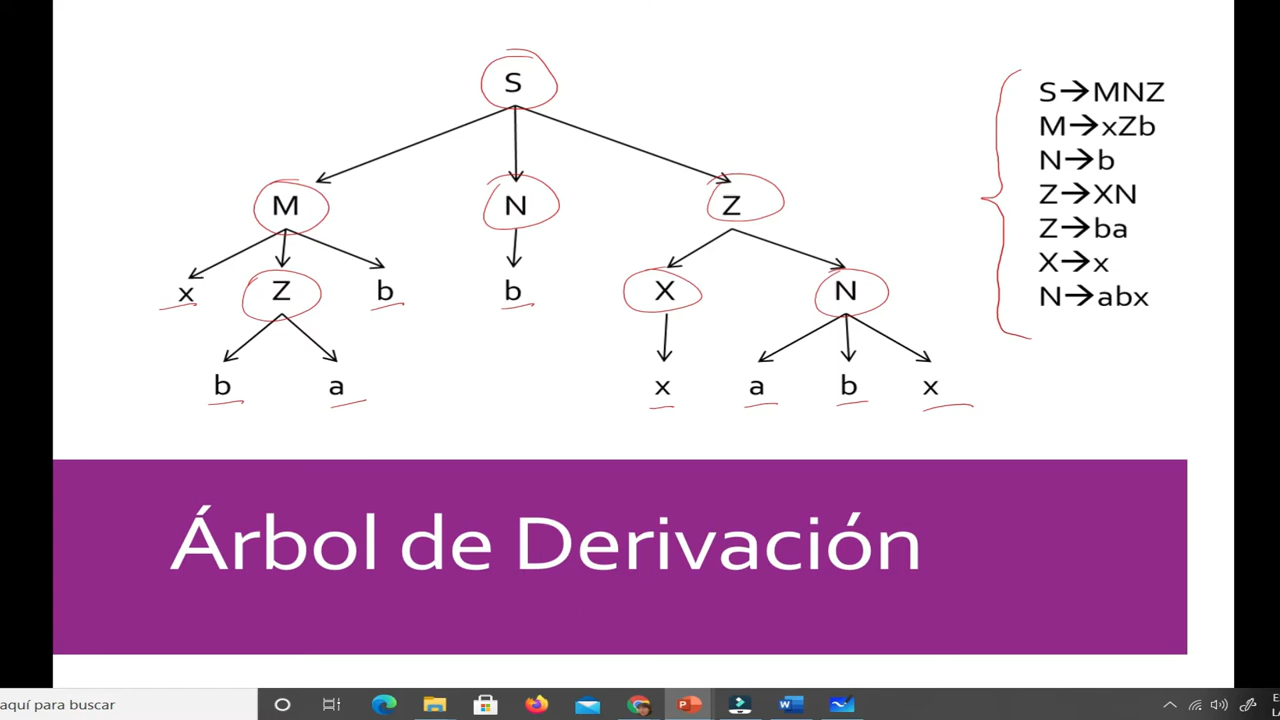 S
M N Z
x Z b b X N
b a x a b x
S→MNZ
M→xZb
N→b
Z→XN
Z→ba
X→x
N→abx
Árbol de Derivación
aquí para buscar